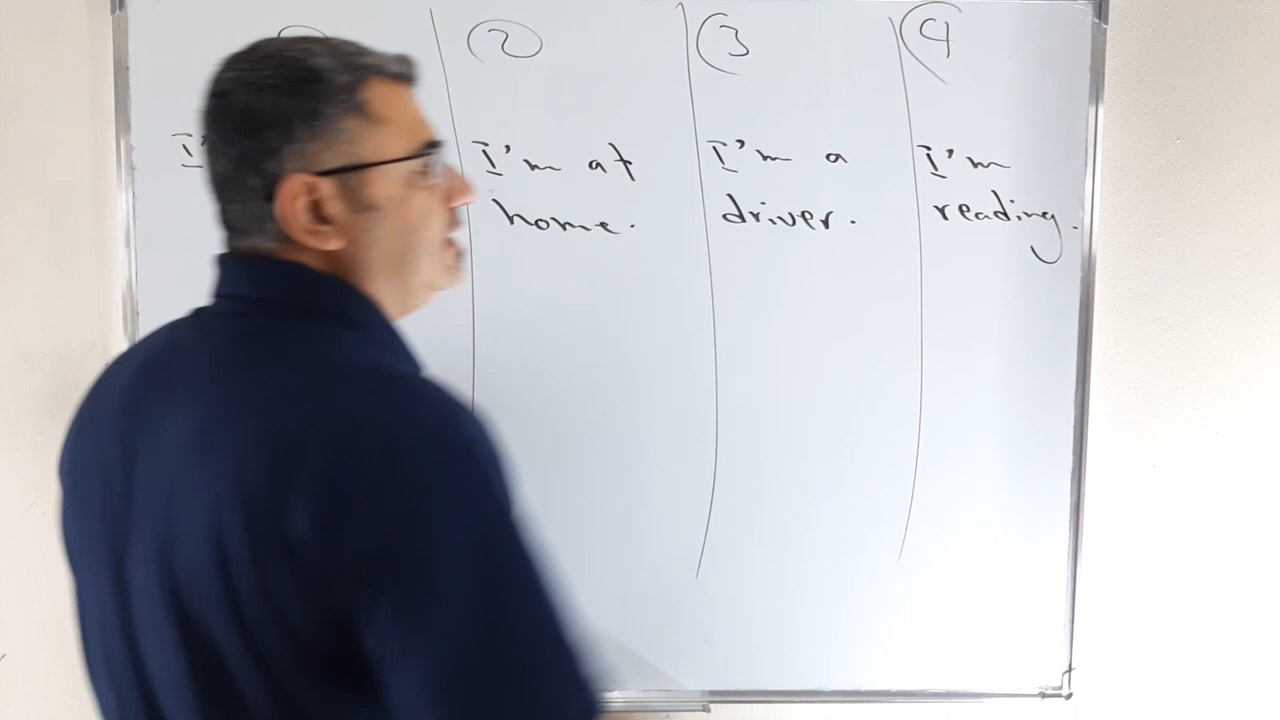 ②
I'm at
home.
③
I'm a
driver.
④
I'm
reading.